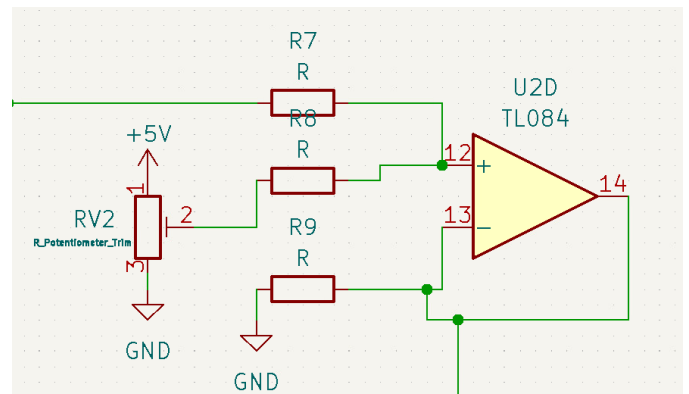 R7
R
R8
R
U2D
TL084
+5V
12
+
14
1
RV2
2
R_Potentiometer_Trim
13
-
R9
R
3
GND
GND